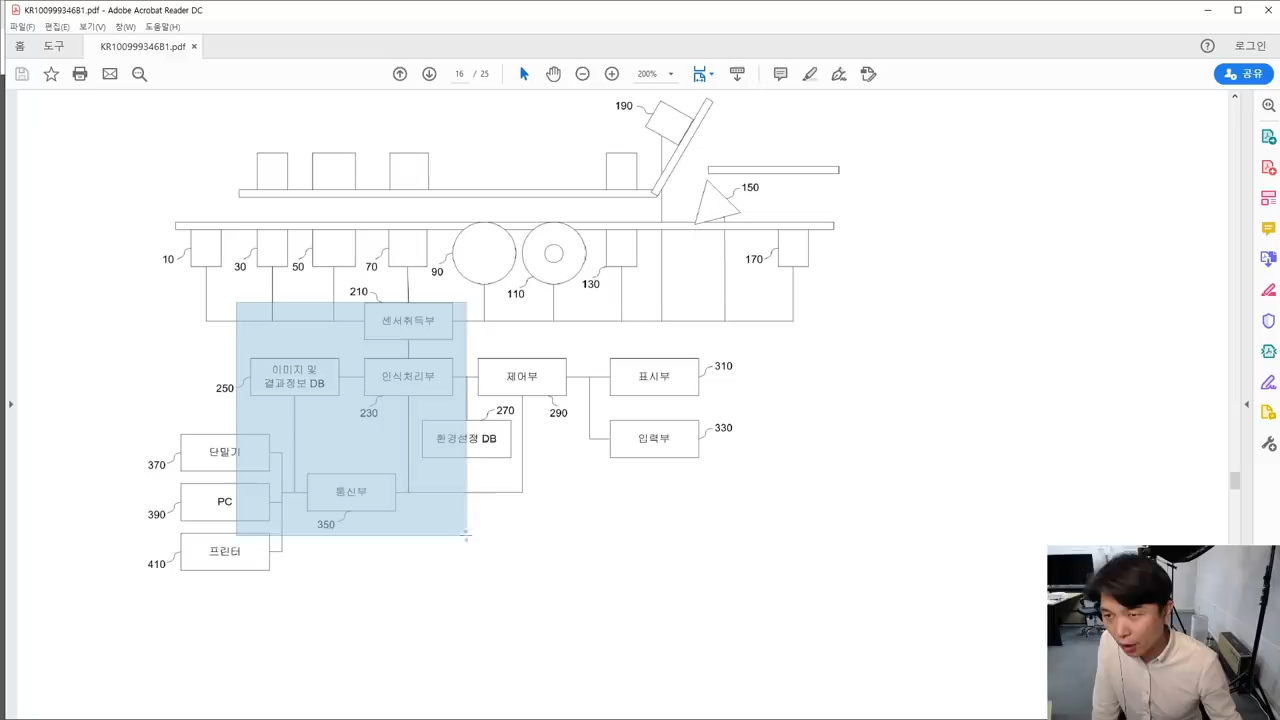 KR100999346B1.pdf - Adobe Acrobat Reader DC
파일(F) 편집(E) 보기(V) 창(W) 도움말(H)
홈 도구 KR100999346B1.pdf × 로그인
16 / 25 200% 공유
190
150
10 30 50 70 90 110 130 170
210
센서취득부
250 이미지 및
결과정보 DB
인식처리부
230
제어부
290
표시부 310
270
환경설정 DB
입력부 330
370 단말기
390 PC
통신부
350
410 프린터